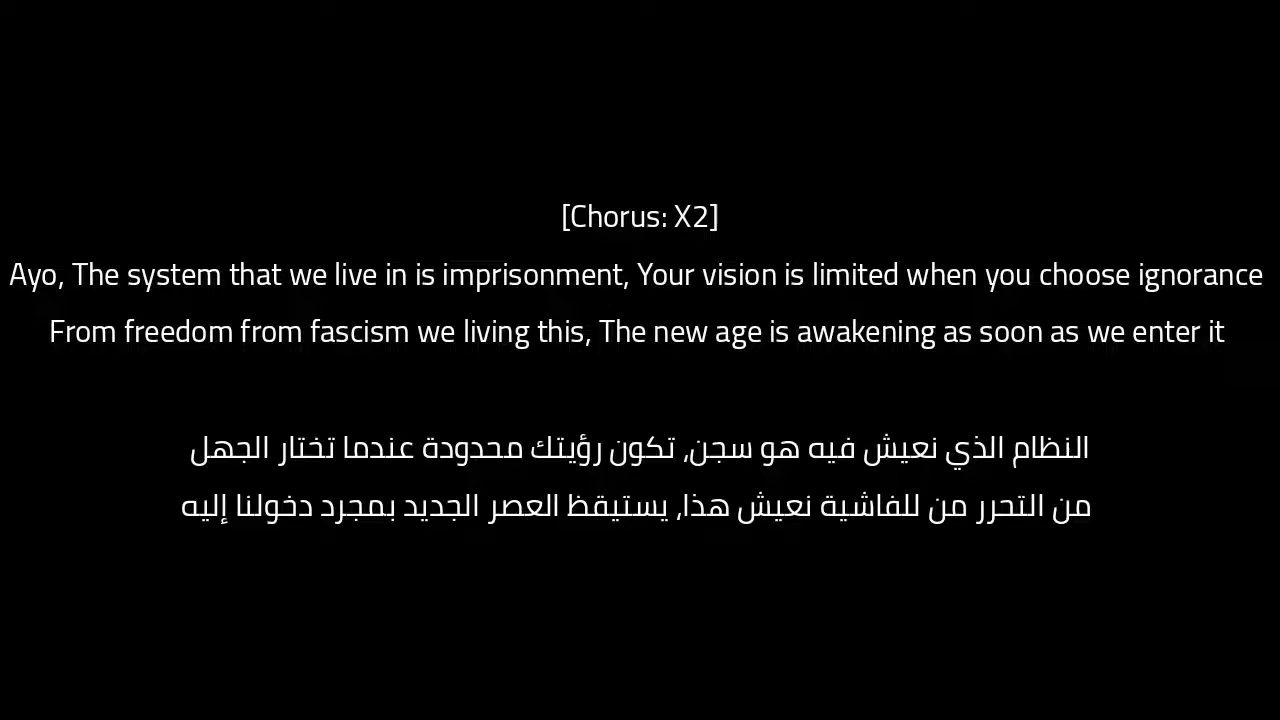 [Chorus: X2]
Ayo, The system that we live in is imprisonment, Your vision is limited when you choose ignorance
From freedom from fascism we living this, The new age is awakening as soon as we enter it
النظام الذي نعيش فيه هو سجن، تكون رؤيتك محدودة عندما تختار الجهل
من التحرر من للفاشية نعيش هذا، يستيقظ العصر الجديد بمجرد دخولنا إليه